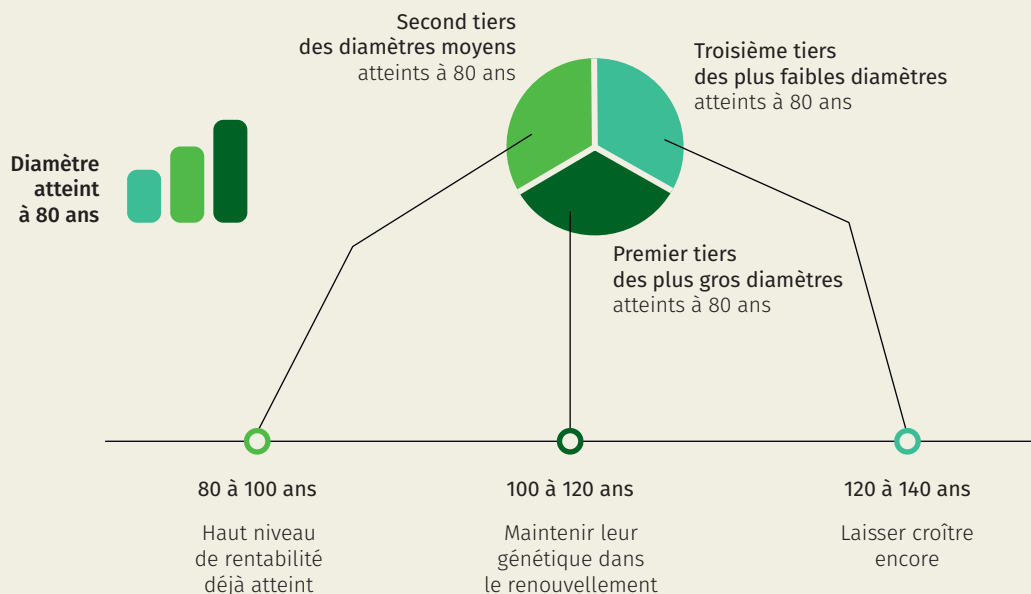 Second tiers
des diamètres moyens
atteints à 80 ans
Troisième tiers
des plus faibles diamètres
atteints à 80 ans
Diamètre
atteint
à 80 ans
Premier tiers
des plus gros diamètres
atteints à 80 ans
80 à 100 ans
Haut niveau
de rentabilité
déjà atteint
100 à 120 ans
Maintenir leur
génétique dans
le renouvellement
120 à 140 ans
Laisser croître
encore